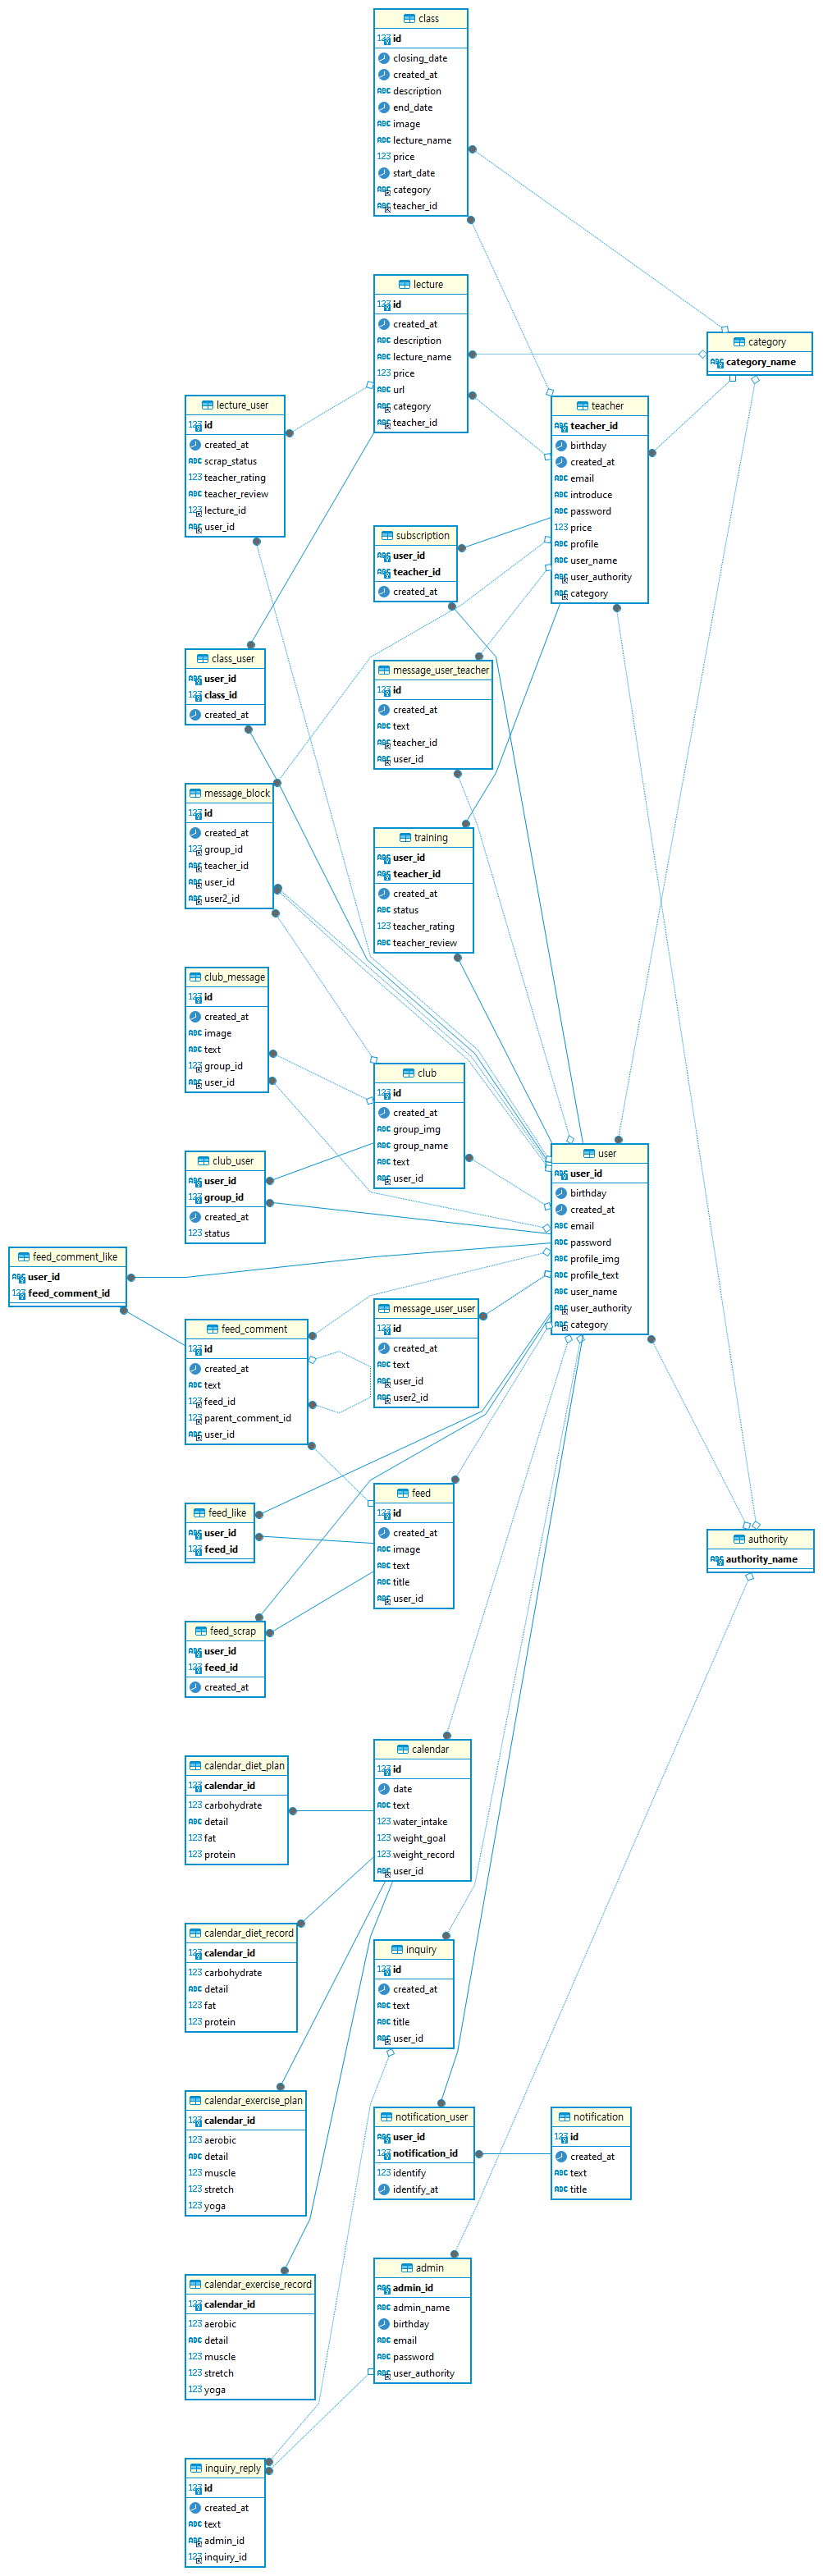 class
id
closing_date
created_at
description
end_date
image
lecture_name
price
start_date
category
teacher_id
lecture
id
created_at
description
lecture_name
price
url
category
teacher_id
category
category_name
lecture_user
id
created_at
scrap_status
teacher_rating
teacher_review
lecture_id
user_id
teacher
teacher_id
birthday
created_at
email
introduce
password
price
profile
user_name
user_authority
category
subscription
user_id
teacher_id
created_at
class_user
user_id
class_id
created_at
message_user_teacher
id
created_at
text
teacher_id
user_id
message_block
id
created_at
group_id
teacher_id
user_id
user2_id
training
user_id
teacher_id
created_at
status
teacher_rating
teacher_review
club_message
id
created_at
image
text
group_id
user_id
club
id
created_at
group_img
group_name
text
user_id
club_user
user_id
group_id
created_at
status
user
user_id
birthday
created_at
email
password
profile_img
profile_text
user_name
user_authority
category
feed_comment_like
user_id
feed_comment_id
feed_comment
id
created_at
text
feed_id
parent_comment_id
user_id
message_user_user
id
created_at
text
user_id
user2_id
feed_like
user_id
feed_id
feed
id
created_at
image
text
title
user_id
authority
authority_name
feed_scrap
user_id
feed_id
created_at
calendar
id
date
text
water_intake
weight_goal
weight_record
user_id
calendar_diet_plan
calendar_id
carbohydrate
detail
fat
protein
calendar_diet_record
calendar_id
carbohydrate
detail
fat
protein
inquiry
id
created_at
text
title
user_id
calendar_exercise_plan
calendar_id
aerobic
detail
muscle
stretch
yoga
notification_user
user_id
notification_id
identify
identify_at
notification
id
created_at
text
title
calendar_exercise_record
calendar_id
aerobic
detail
muscle
stretch
yoga
admin
admin_id
admin_name
birthday
email
password
user_authority
inquiry_reply
id
created_at
text
admin_id
inquiry_id